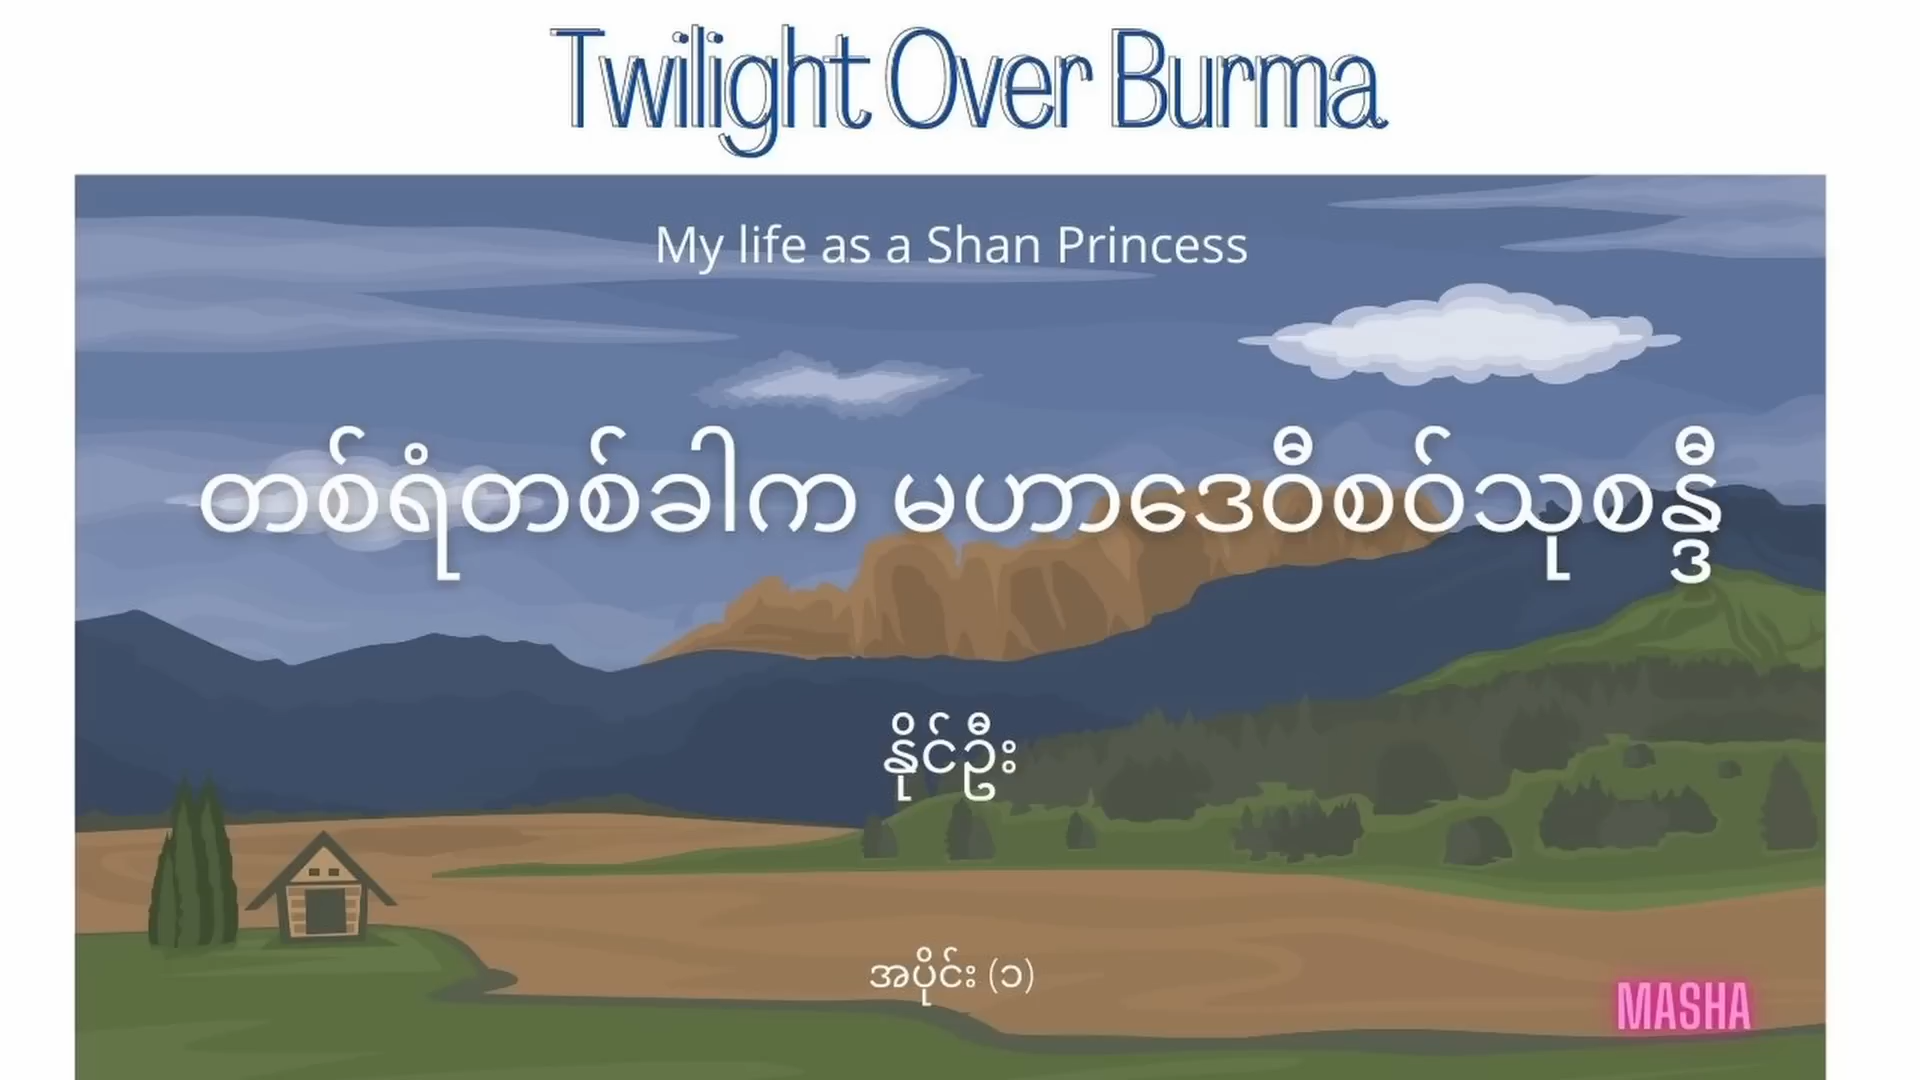 Twilight Over Burma
My life as a Shan Princess
တစ်ရံတစ်ခါက မဟာဒေဝီစဝ်သုစန္ဒီ
နိုင်ဦး
အပိုင်း (၁)
MASHA